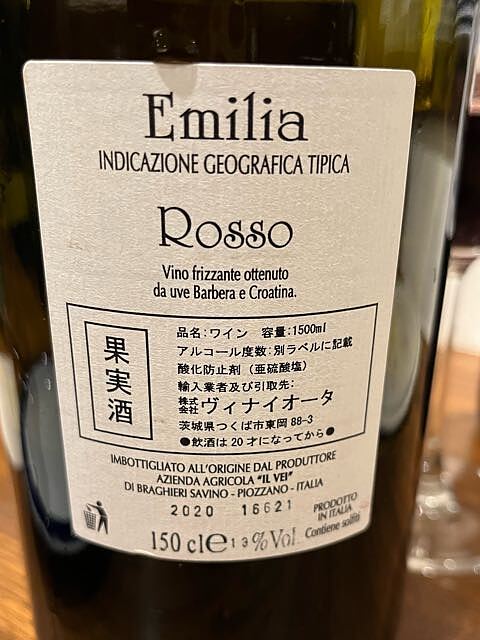 Emilia
INDICAZIONE GEOGRAFICA TIPICA
Rosso
Vino frizzante ottenuto
da uve Barbera e Croatina.
果実酒
品名:ワイン 容量:1500ml
アルコール度数:別ラベルに記載
酸化防止剤(亜硫酸塩)
輸入業者及び引取先:
株式会社 ヴィナイオータ
茨城県つくば市東岡 88-3
●飲酒は20才になってから●
IMBOTTIGLIATO ALL'ORIGINE DAL PRODUTTORE
AZIENDA AGRICOLA "IL VEI"
DI BRAGHIERI SAVINO - PIOZZANO - ITALIA
2020 16621
PRODOTTO
IN ITALIA
Contiene solfiti
150 cl e 13%Vol.